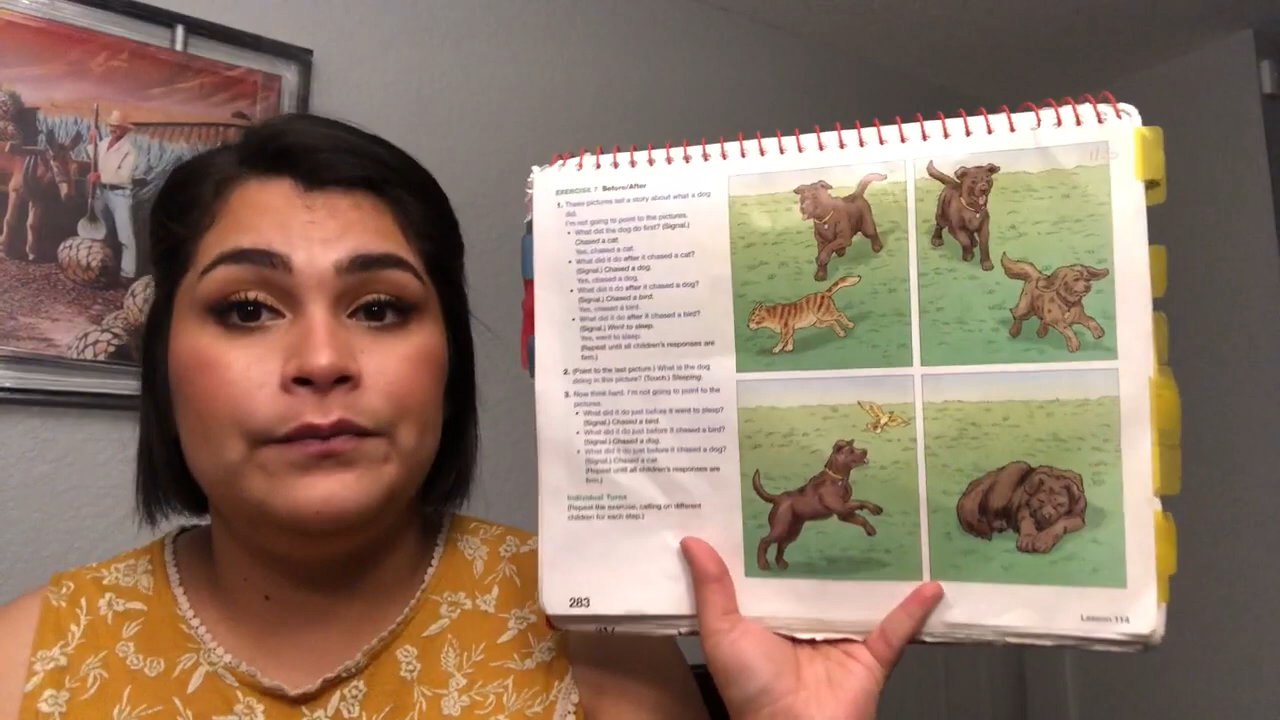 EXERCISE 7 Before/After
1. These pictures tell a story about what a dog
did.
I'm not going to point to the pictures.
• What did the dog do first? (Signal.)
Chased a cat.
Yes, chased a cat.
• What did it do after it chased a cat?
(Signal.) Chased a dog.
Yes, chased a dog.
• What did it do after it chased a dog?
(Signal.) Chased a bird.
Yes, chased a bird.
• What did it do after it chased a bird?
(Signal.) Went to sleep.
Yes, went to sleep.
(Repeat until all children's responses are
firm.)
2. (Point to the last picture.) What is the dog
doing in this picture? (Touch.) Sleeping.
3. Now think hard. I'm not going to point to the
pictures.
• What did it do just before it went to sleep?
(Signal.) Chased a bird.
• What did it do just before it chased a bird?
(Signal.) Chased a dog.
• What did it do just before it chased a dog?
(Signal.) Chased a cat.
(Repeat until all children's responses are
firm.)
Individual Turns
(Repeat the exercise, calling on different
children for each step.)
283
Lesson 114